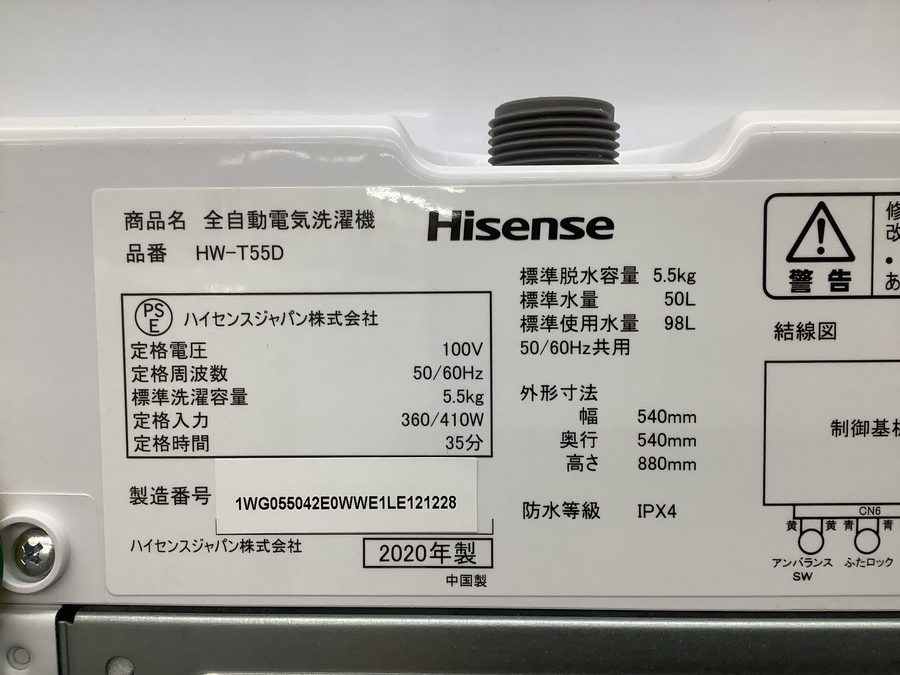 商品名 全自動電気洗濯機
品番 HW-T55D
Hisense
PS
E
ハイセンスジャパン株式会社
定格電圧 100V
定格周波数 50/60Hz
標準洗濯容量 5.5kg
定格入力 360/410W
定格時間 35分
製造番号 1WG055042E0WWE1LE121228
ハイセンスジャパン株式会社
2020年製
中国製
標準脱水容量 5.5kg
標準水量 50L
標準使用水量 98L
50/60Hz共用
外形寸法
幅 540mm
奥行 540mm
高さ 880mm
防水等級 IPX4
警告
修
改
・
あ
結線図
制御基板
CN6
黄 黄 青 青
アンバランス
SW
ふたロック